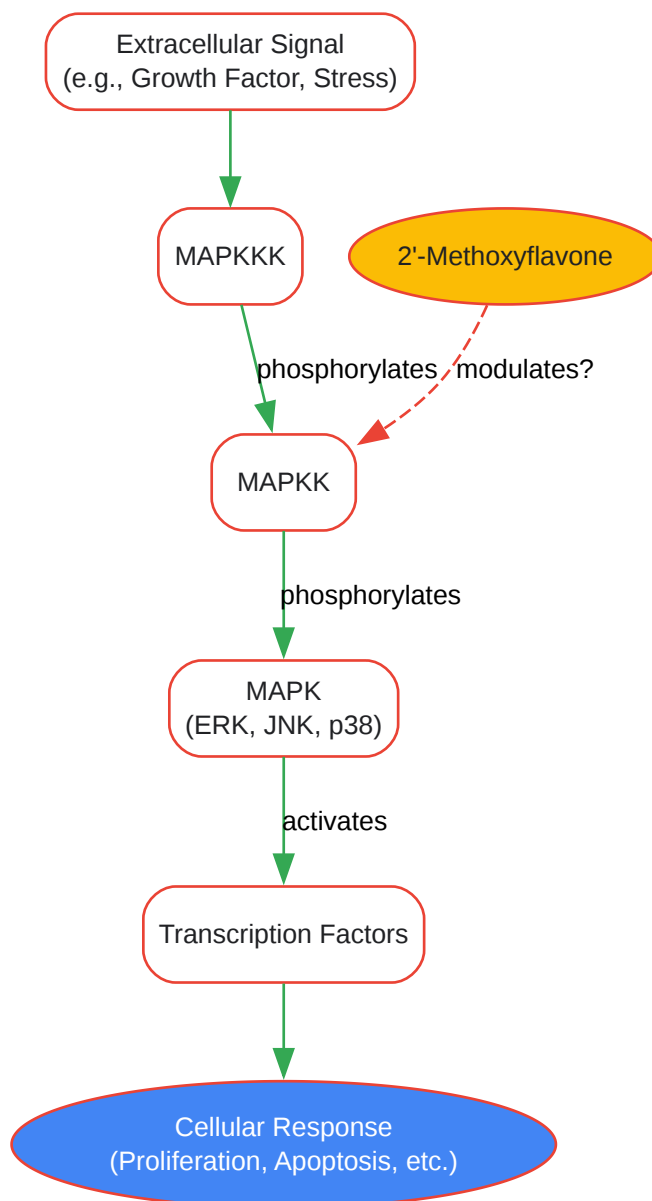 Extracellular Signal
(e.g., Growth Factor, Stress)
MAPKKK
2'-Methoxyflavone
phosphorylates
modulates?
MAPKK
phosphorylates
MAPK
(ERK, JNK, p38)
activates
Transcription Factors
Cellular Response
(Proliferation, Apoptosis, etc.)